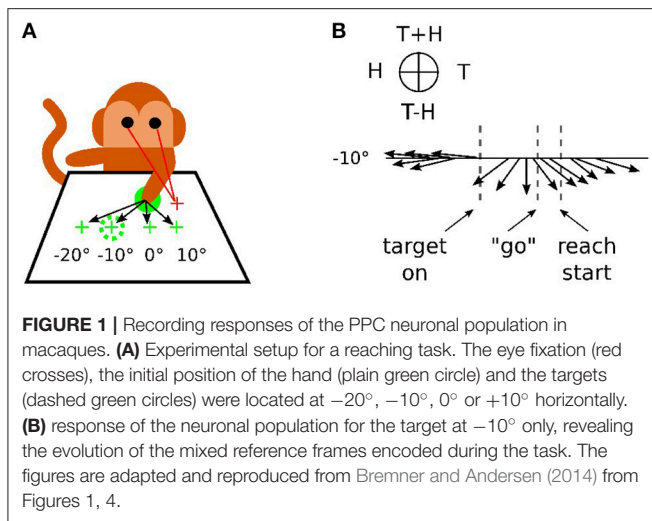 A
B
T+H
H
T
T-H
-10°
-20° -10° 0° 10°
target on
"go"
reach start
FIGURE 1 | Recording responses of the PPC neuronal population in
macaques. (A) Experimental setup for a reaching task. The eye fixation (red
crosses), the initial position of the hand (plain green circle) and the targets
(dashed green circles) were located at −20°, −10°, 0° or +10° horizontally.
(B) response of the neuronal population for the target at −10° only, revealing
the evolution of the mixed reference frames encoded during the task. The
figures are adapted and reproduced from Bremner and Andersen (2014) from
Figures 1, 4.